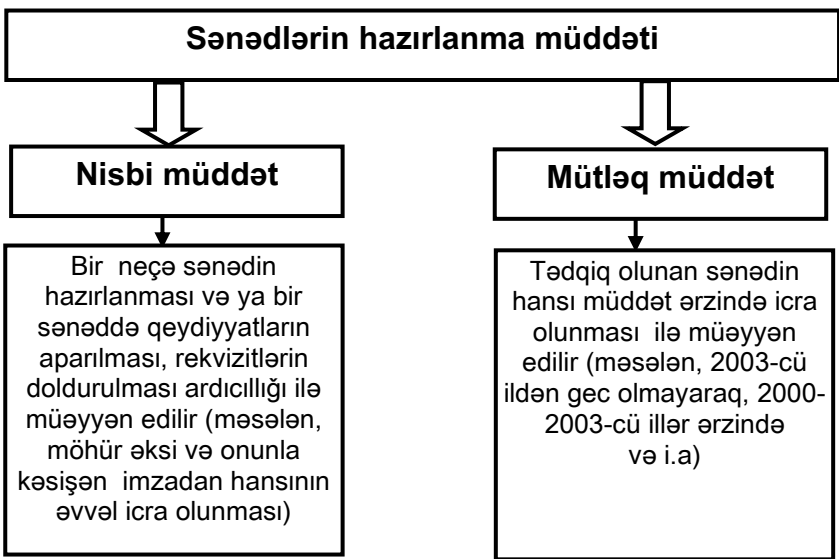 Sənədlərin hazırlanma müddəti
Nisbi müddət
Bir neçə sənədin
hazırlanması və ya bir
sənəddə qeydiyyatların
aparılması, rekvizitlərin
doldurulması ardıcıllığı ilə
müəyyən edilir (məsələn,
möhür əksi və onunla
kəsişən imzadan hansının
əvvəl icra olunması)
Mütləq müddət
Tədqiq olunan sənədin
hansı müddət ərzində icra
olunması ilə müəyyən
edilir (məsələn, 2003-cü
ildən gec olmayaraq, 2000-
2003-cü illər ərzində
və i.a)